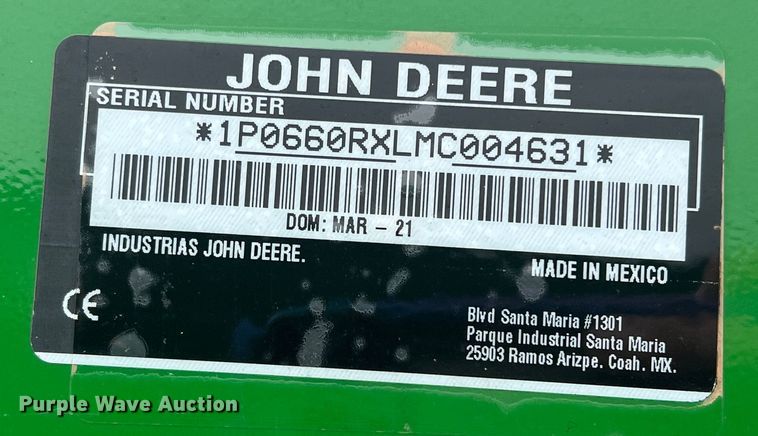 JOHN DEERE
SERIAL NUMBER
*1P0660RXLMC004631*
DOM: MAR - 21
INDUSTRIAS JOHN DEERE.
MADE IN MEXICO
CE
Blvd Santa Maria #1301
Parque Industrial Santa Maria
25903 Ramos Arizpe. Coah. MX.
Purple Wave Auction